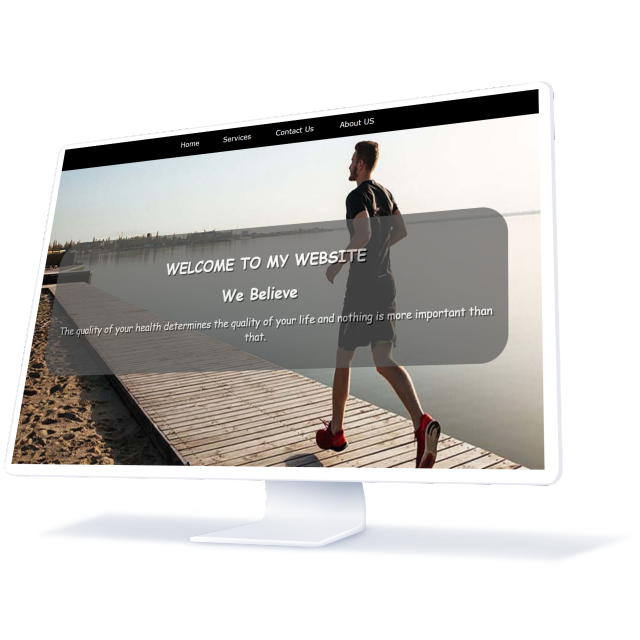 Home Services Contact Us About US
WELCOME TO MY WEBSITE
We Believe
The quality of your health determines the quality of your life and nothing is more important than
that.